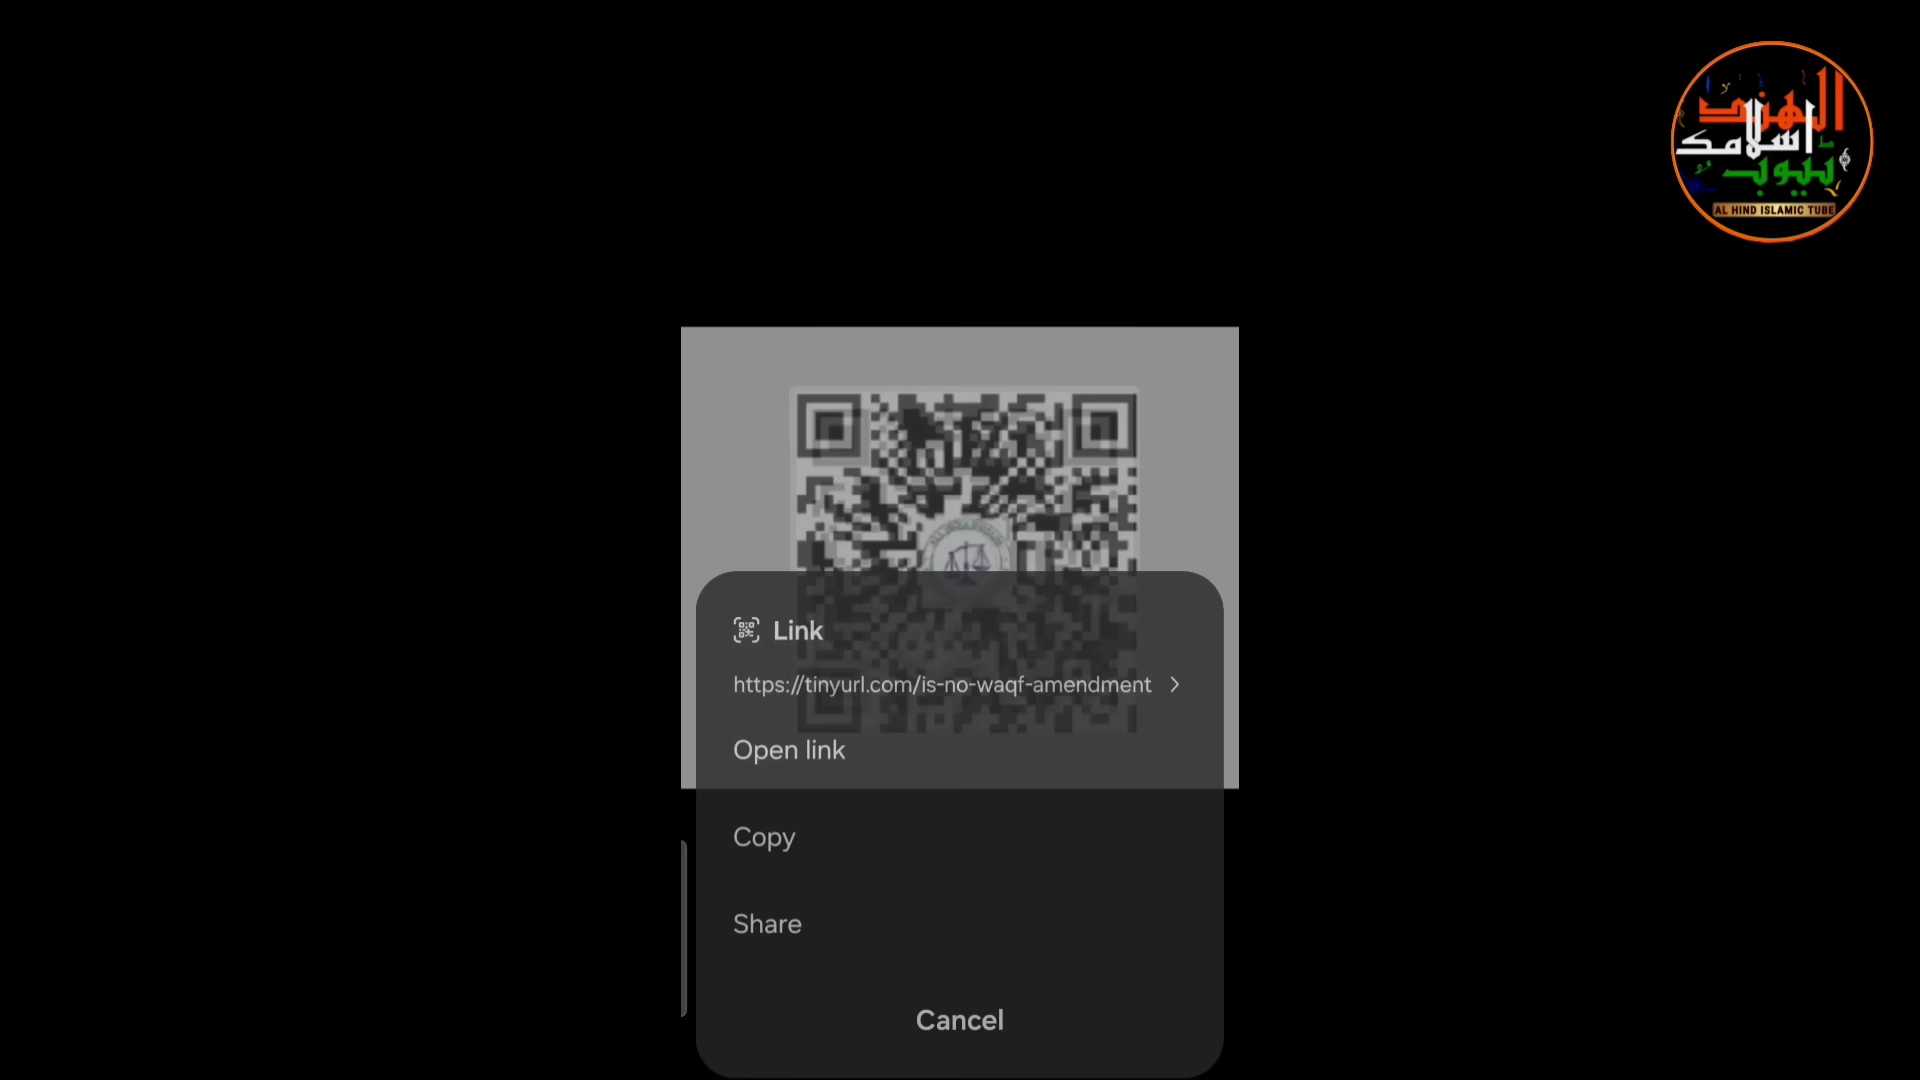 الهند
اسلامک
ٹیوب
AL HIND ISLAMIC TUBE
Link
https://tinyurl.com/is-no-waqf-amendment
Open link
Copy
Share
Cancel